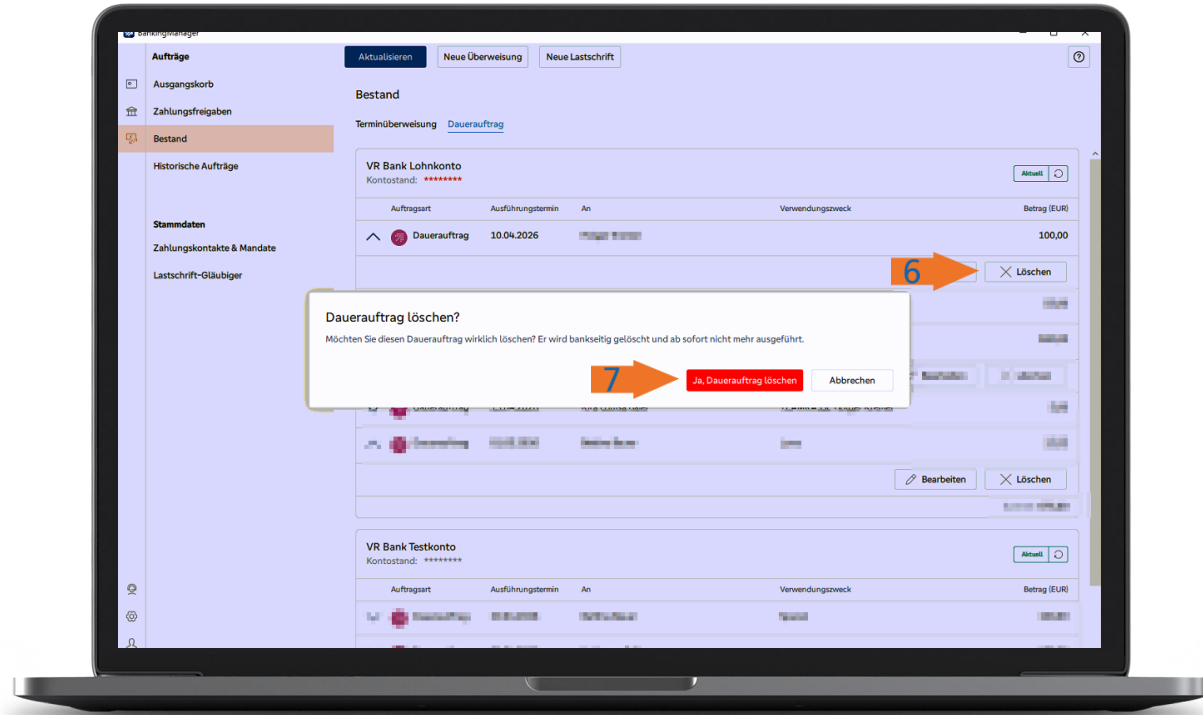 BankingManager
Aufträge
Aktualisieren
Neue Überweisung
Neue Lastschrift
Ausgangskorb
Zahlungsfreigaben
Bestand
Historische Aufträge
Stammdaten
Zahlungskontakte & Mandate
Lastschrift-Gläubiger
Bestand
Terminüberweisung Dauerauftrag
VR Bank Lohnkonto
Kontostand: ********
Aktuell
Auftragsart Ausführungstermin An Verwendungszweck Betrag (EUR)
Dauerauftrag 10.04.2026 100,00
6
Löschen
Dauerauftrag löschen?
Möchten Sie diesen Dauerauftrag wirklich löschen? Er wird bankseitig gelöscht und ab sofort nicht mehr ausgeführt.
7
Ja, Dauerauftrag löschen
Abbrechen
Bearbeiten
Löschen
VR Bank Testkonto
Kontostand: ********
Aktuell
Auftragsart Ausführungstermin An Verwendungszweck Betrag (EUR)